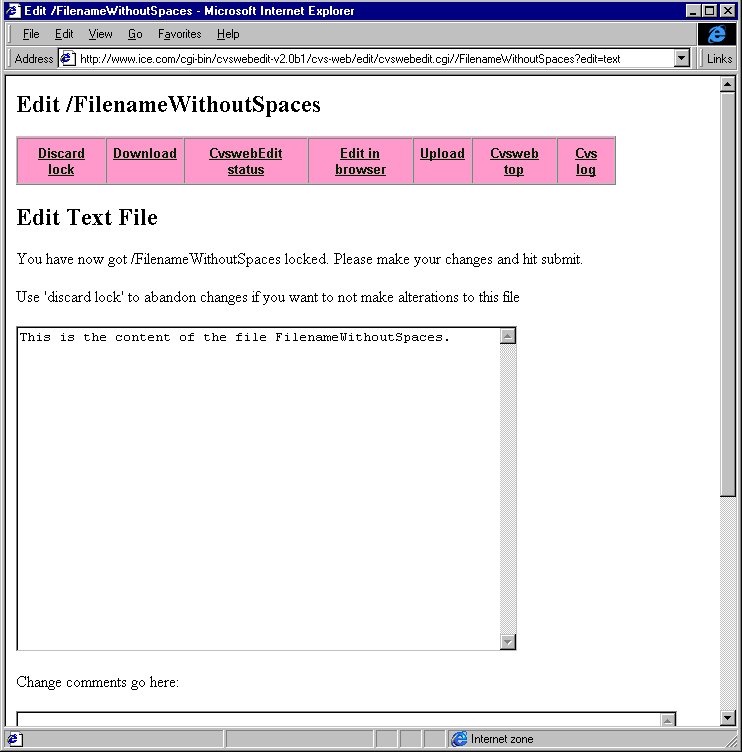 Edit /FilenameWithoutSpaces - Microsoft Internet Explorer
File Edit View Go Favorites Help
Address http://www.ice.com/cgi-bin/cvswebedit-v2.0b1/cvs-web/edit/cvswebedit.cgi//FilenameWithoutSpaces?edit=text Links
Edit /FilenameWithoutSpaces
Discard Download CvswebEdit Edit in Upload Cvsweb Cvs
lock status browser top log
Edit Text File
You have now got /FilenameWithoutSpaces locked. Please make your changes and hit submit.
Use 'discard lock' to abandon changes if you want to not make alterations to this file
This is the content of the file FilenameWithoutSpaces.
Change comments go here:
Internet zone